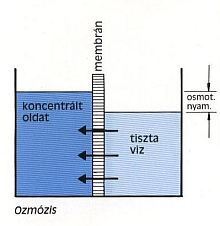 membrán
koncentrált
oldat
tiszta
víz
osmot.
nyam.
Ozmózis